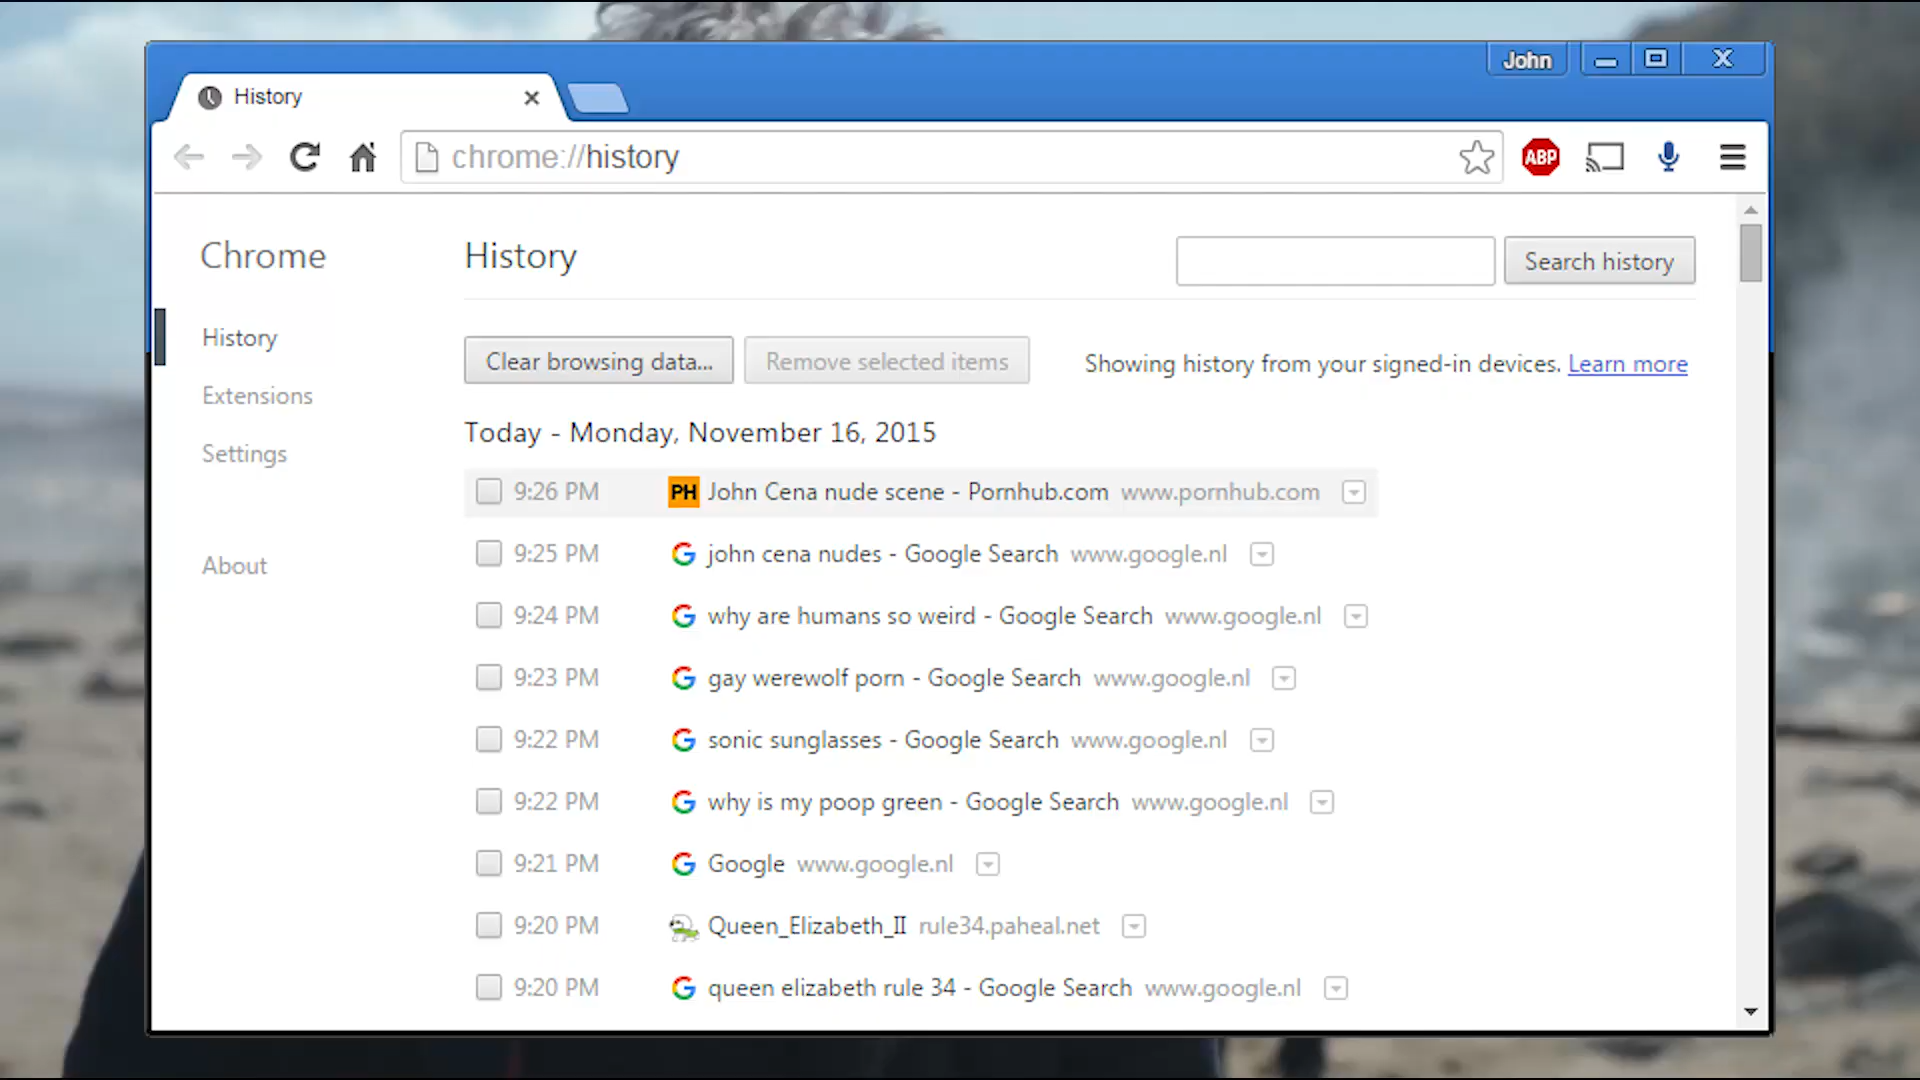 John
History
chrome://history
ABP
Chrome
History
Search history
History
Extensions
Settings
About
Clear browsing data...
Remove selected items
Showing history from your signed-in devices. Learn more
Today - Monday, November 16, 2015
9:26 PM PH John Cena nude scene - Pornhub.com www.pornhub.com
9:25 PM G john cena nudes - Google Search www.google.nl
9:24 PM G why are humans so weird - Google Search www.google.nl
9:23 PM G gay werewolf porn - Google Search www.google.nl
9:22 PM G sonic sunglasses - Google Search www.google.nl
9:22 PM G why is my poop green - Google Search www.google.nl
9:21 PM G Google www.google.nl
9:20 PM Queen_Elizabeth_II rule34.paheal.net
9:20 PM G queen elizabeth rule 34 - Google Search www.google.nl